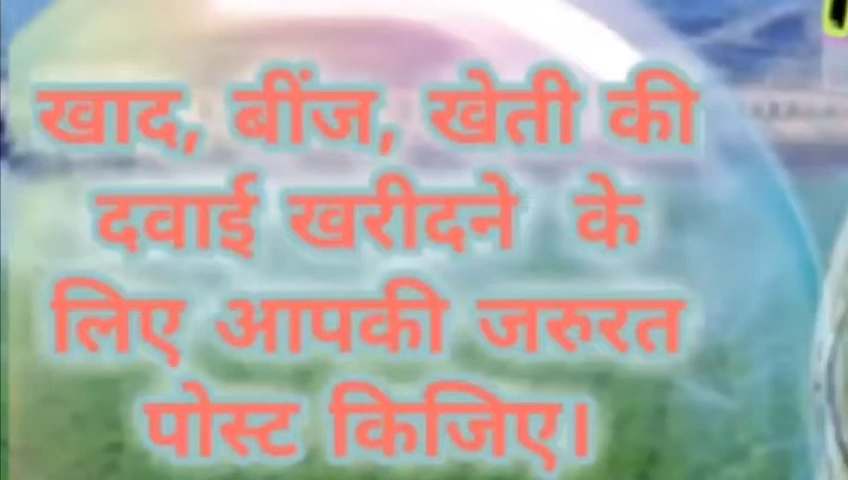 खाद, बींज, खेती की
दवाई खरीदने के
लिए आपकी जरुरत
पोस्ट किजिए।